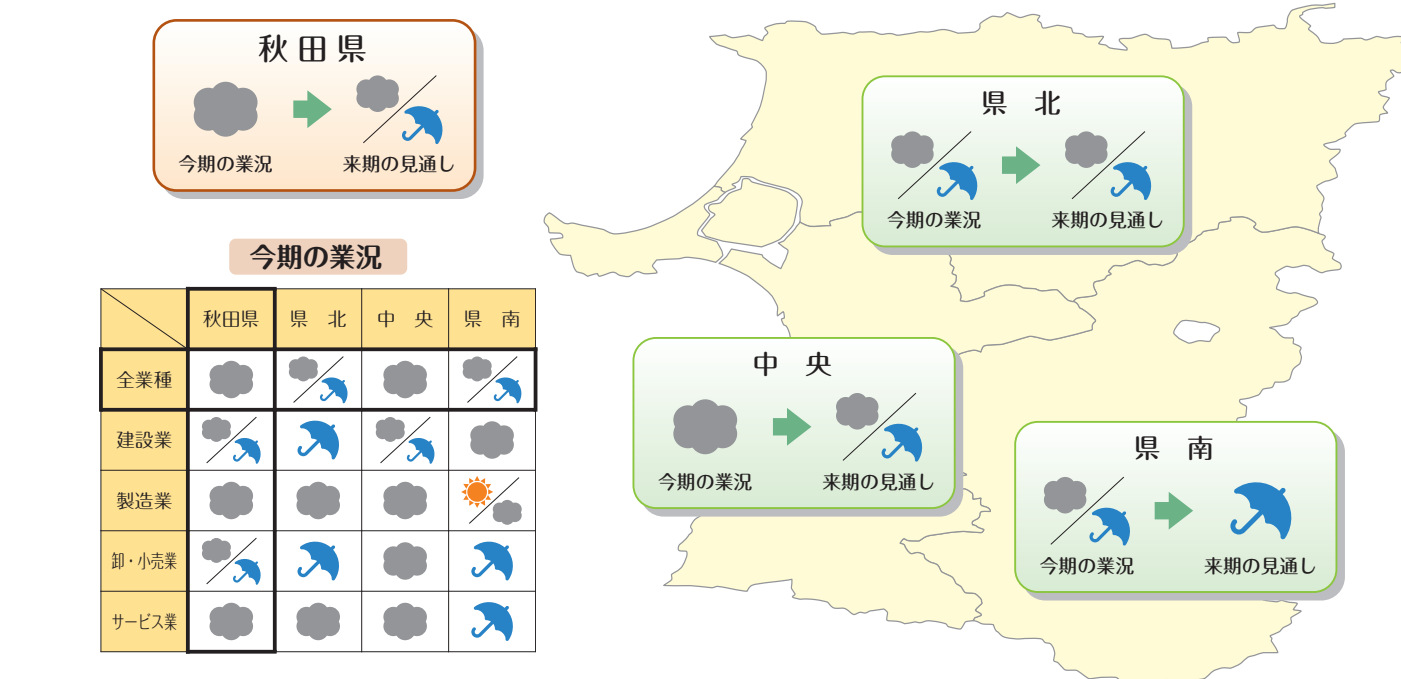 秋田県
今期の業況
来期の見通し
県 北
今期の業況
来期の見通し
今期の業況
秋田県 県 北 中 央 県 南
全業種
建設業
製造業
卸・小売業
サービス業
中 央
今期の業況
来期の見通し
県 南
今期の業況
来期の見通し